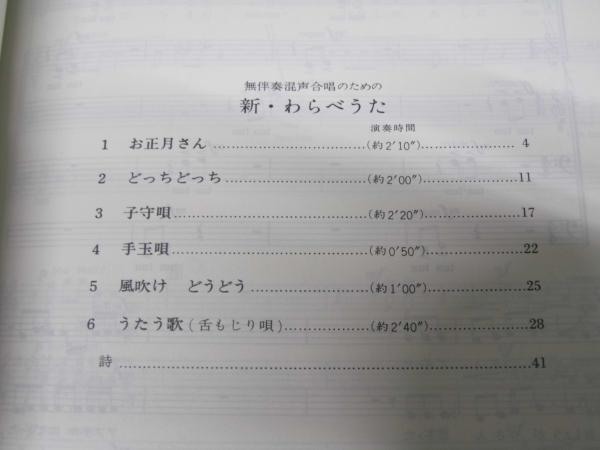 無伴奏混声合唱のための
新・わらべうた
演奏時間
1 お正月さん……………………(約2′10″)……………4
2 どっちどっち…………………(約2′00″)……………11
3 子守唄…………………………(約2′20″)……………17
4 手玉唄…………………………(約0′50″)……………22
5 風吹け どうどう……………(約1′00″)……………25
6 うたう歌(舌もじり唄)………(約2′40″)……………28
詩……………………………………………………………41